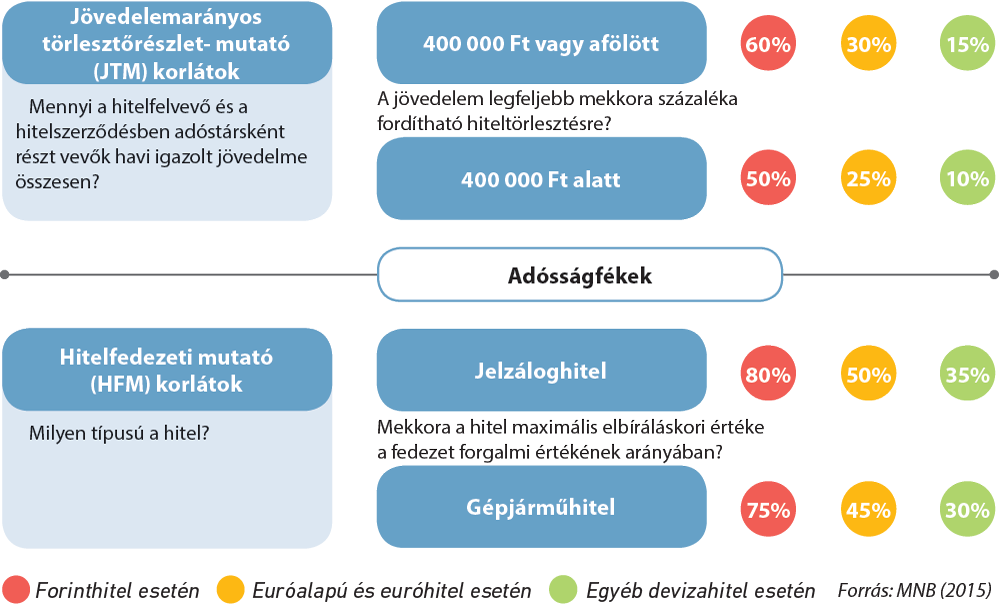 Jövedelemarányos
törlesztőrészlet- mutató
(JTM) korlátok
Mennyi a hitelfelvevő és a
hitelszerződésben adóstársként
részt vevők havi igazolt jövedelme
összesen?
400 000 Ft vagy afölött
60%
30%
15%
A jövedelem legfeljebb mekkora százaléka
fordítható hiteltörlesztésre?
400 000 Ft alatt
50%
25%
10%
Adósságfékek
Hitelfedezeti mutató
(HFM) korlátok
Milyen típusú a hitel?
Jelzáloghitel
80%
50%
35%
Mekkora a hitel maximális elbíráláskori értéke
a fedezet forgalmi értékének arányában?
Gépjárműhitel
75%
45%
30%
Forinthitel esetén
Euróalapú és euróhitel esetén
Egyéb devizahitel esetén
Forrás: MNB (2015)